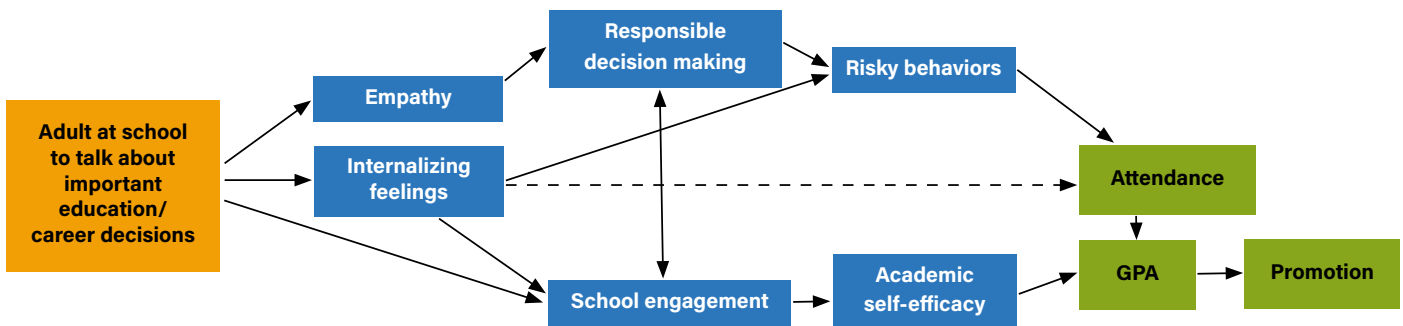 Adult at school
to talk about
important
education/
career decisions
Empathy
Internalizing
feelings
Responsible
decision making
School engagement
Risky behaviors
Academic
self-efficacy
Attendance
GPA
Promotion